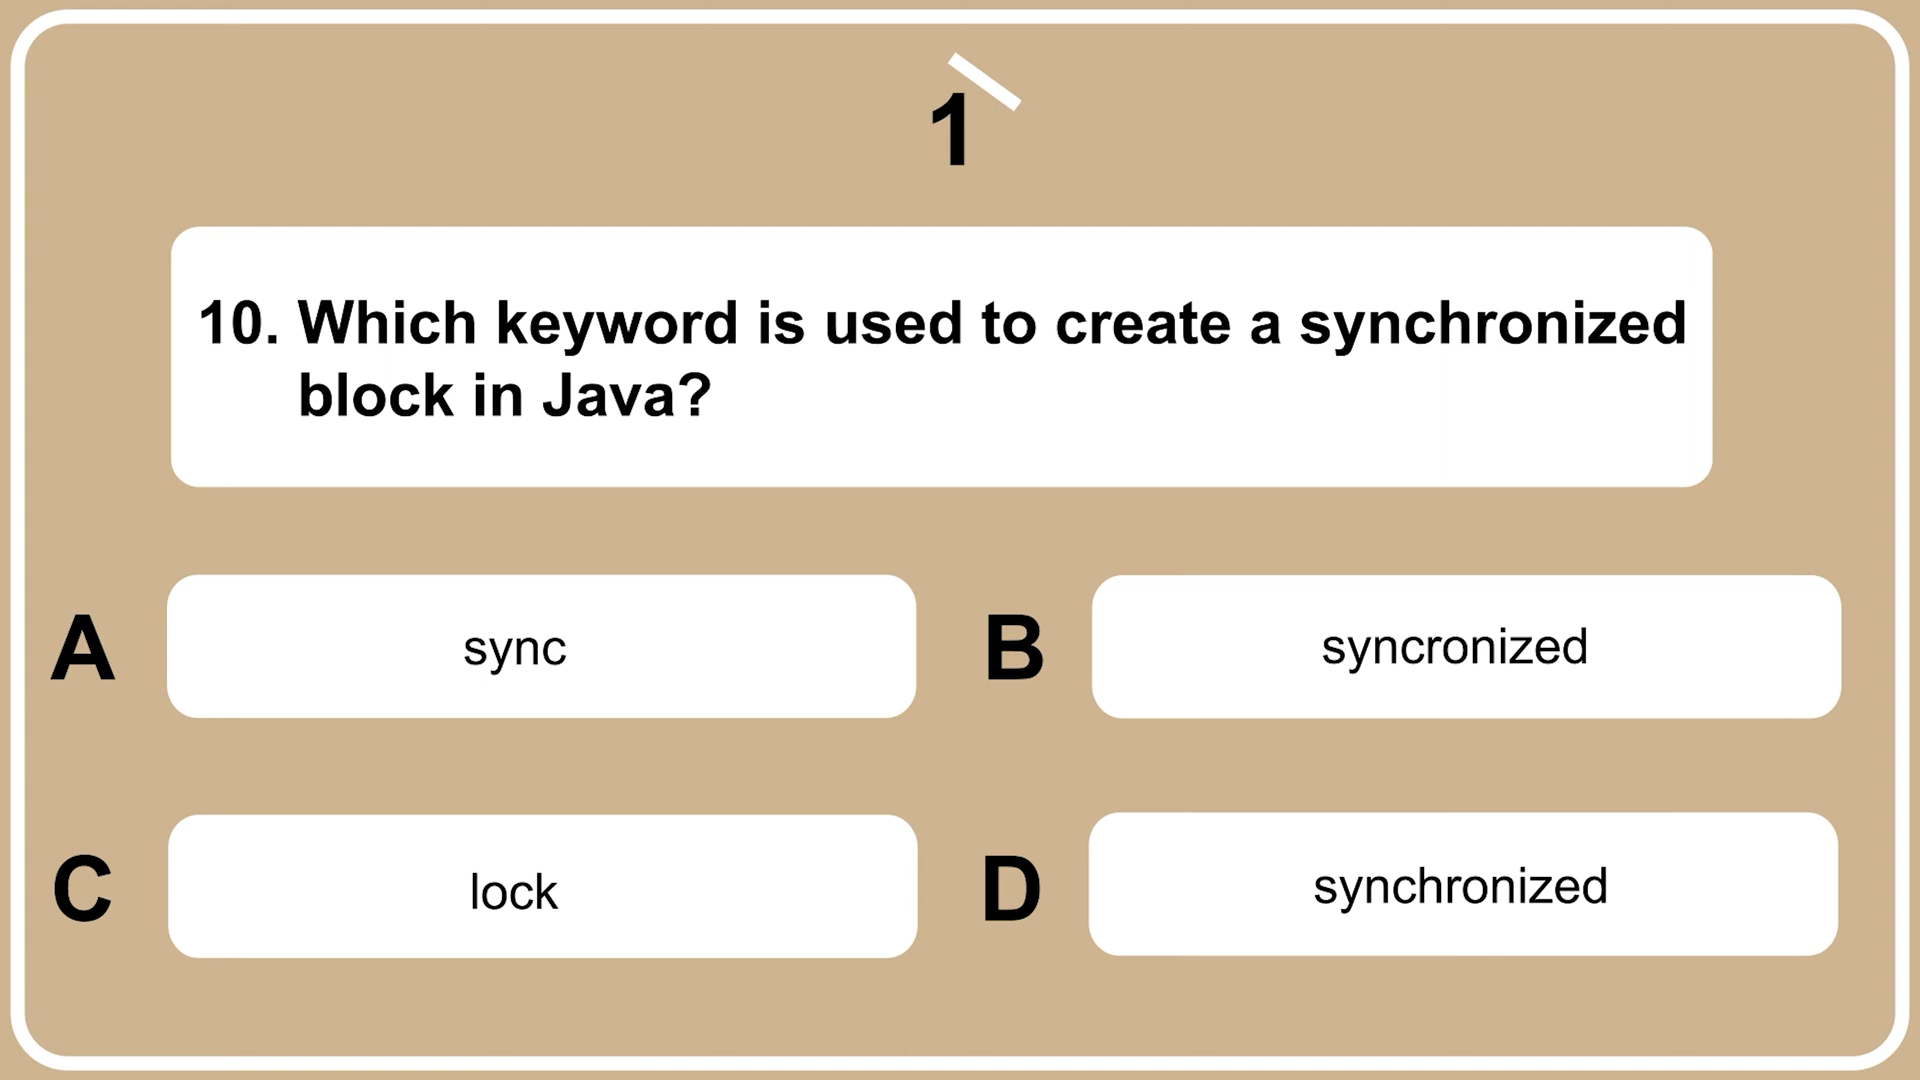 1
10. Which keyword is used to create a synchronized
block in Java?
A
sync
B
syncronized
C
lock
D
synchronized